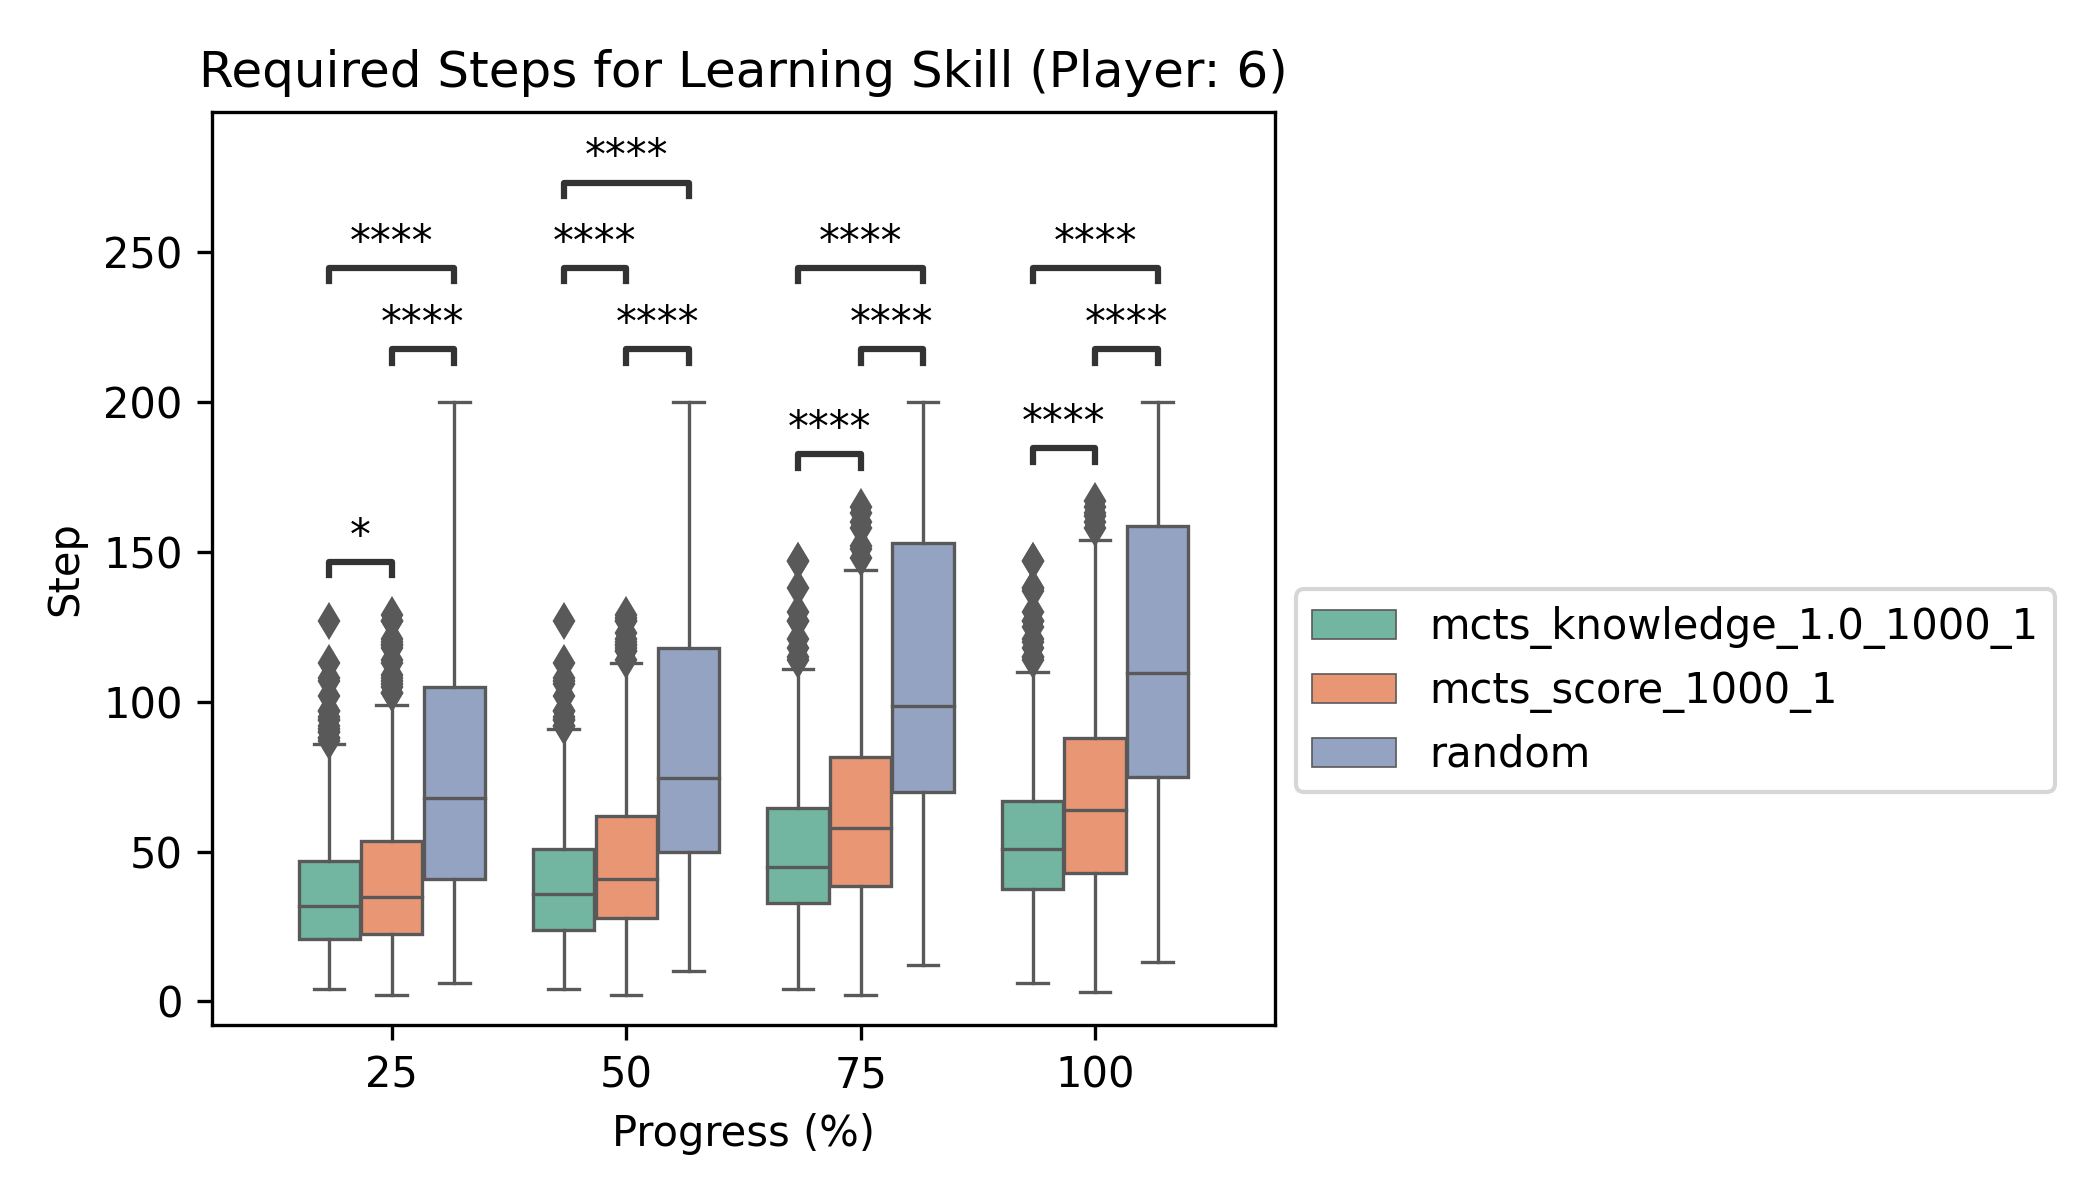 Required Steps for Learning Skill (Player: 6)
****
**** **** **** ****
250
**** **** **** ****
200
**** ****
*
150
100
50
0
Step
25 50 75 100
Progress (%)
mcts_knowledge_1.0_1000_1
mcts_score_1000_1
random